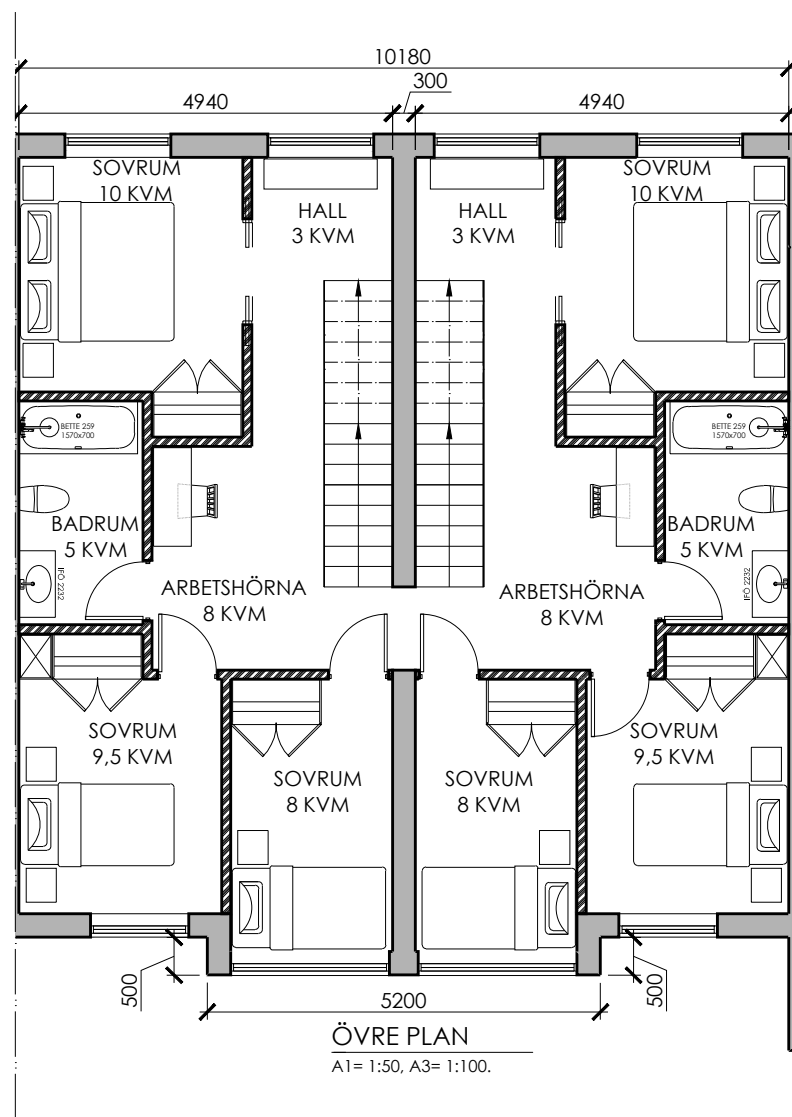 10180
300
4940
4940
SOVRUM
10 KVM
SOVRUM
10 KVM
HALL
3 KVM
HALL
3 KVM
BETTE 259
1570x700
BETTE 259
1570x700
BADRUM
5 KVM
BADRUM
5 KVM
IFÖ 2232
IFÖ 2232
ARBETSHÖRNA
8 KVM
ARBETSHÖRNA
8 KVM
SOVRUM
9,5 KVM
SOVRUM
9,5 KVM
SOVRUM
8 KVM
SOVRUM
8 KVM
500
500
5200
ÖVRE PLAN
A1= 1:50, A3= 1:100.